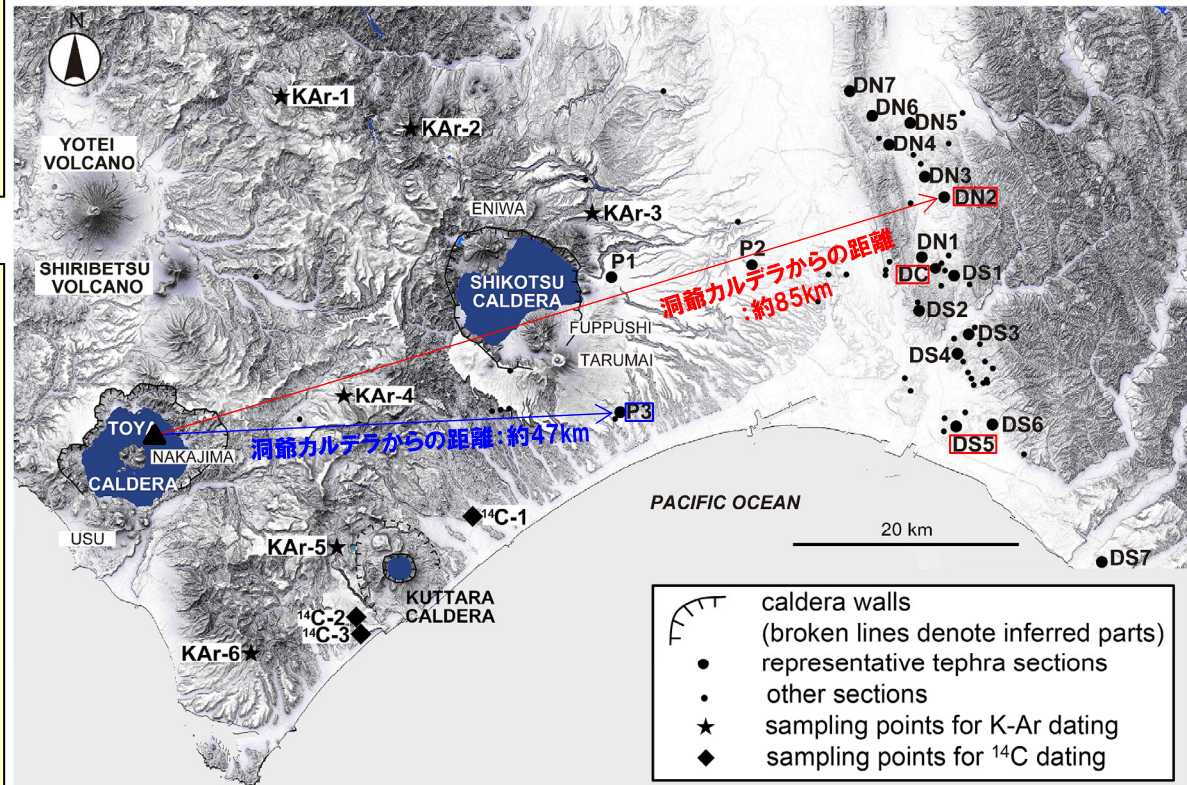 N
KAr-1
KAr-2
YOTEI
VOLCANO
SHIRIBETSU
VOLCANO
ENIWA
KAr-3
SHIKOTSU
CALDERA
P1
P2
FUPPUSHI
TARUMAI
DN7
DN6
DN5
DN4
DN3
DN2
DN1
DC
DS1
DS2
DS3
DS4
DS5
DS6
DS7
洞爺カルデラからの距離
:約85km
KAr-4
P3
洞爺カルデラからの距離:約47km
TOYA
NAKAJIMA
CALDERA
USU
14C-1
KAr-5
KUTTARA
CALDERA
14C-2
14C-3
KAr-6
PACIFIC OCEAN
20 km
caldera walls
(broken lines denote inferred parts)
representative tephra sections
other sections
sampling points for K-Ar dating
sampling points for 14C dating